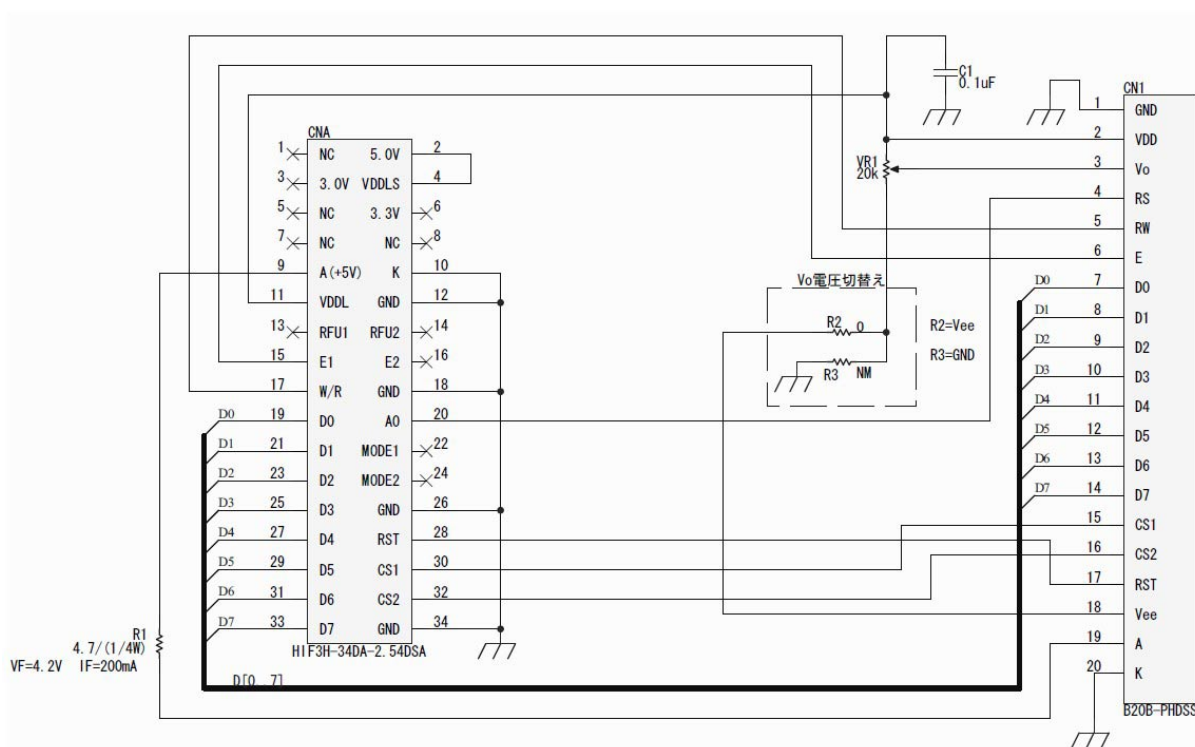 C1
0.1uF
CN1
1 GND
2 VDD
3 Vo
4 RS
5 RW
6 E
D0 7 D0
D1 8 D1
D2 9 D2
D3 10 D3
D4 11 D4
D5 12 D5
D6 13 D6
D7 14 D7
15 CS1
16 CS2
17 RST
18 Vee
19 A
20 K
B20B-PHDSS
VR1
20k
Vo電圧切替え
R2 0
R3 NM
R2=Vee
R3=GND
CNA
1 NC 5.0V 2
3 3.0V VDDLS 4
5 NC 3.3V 6
7 NC NC 8
9 A(+5V) K 10
11 VDDL GND 12
13 RFU1 RFU2 14
15 E1 E2 16
17 W/R GND 18
D0 19 D0 A0 20
D1 21 D1 MODE1 22
D2 23 D2 MODE2 24
D3 25 D3 GND 26
D4 27 D4 RST 28
D5 29 D5 CS1 30
D6 31 D6 CS2 32
D7 33 D7 GND 34
HIF3H-34DA-2.54DSA
R1
4.7/(1/4W)
VF=4.2V IF=200mA
D[0..7]